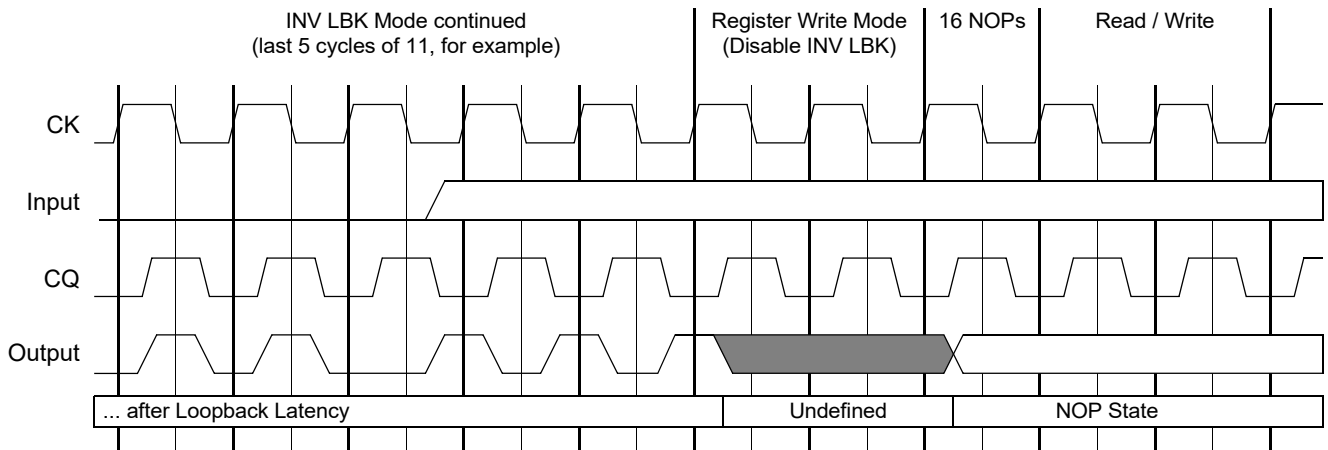 INV LBK Mode continued
(last 5 cycles of 11, for example)
Register Write Mode
(Disable INV LBK)
16 NOPs
Read / Write
CK
Input
CQ
Output
... after Loopback Latency
Undefined
NOP State